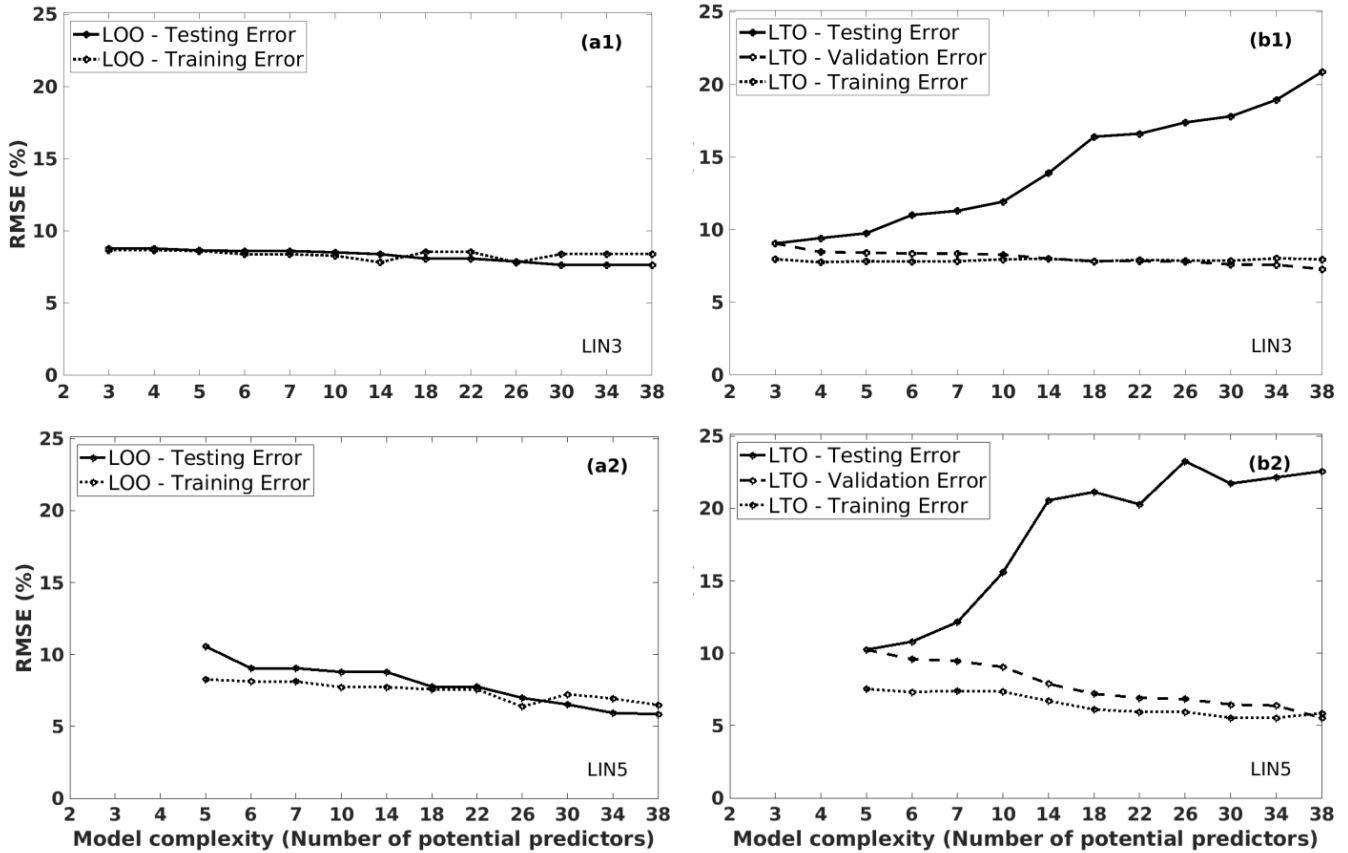 25
20
15
10
5
0
RMSE (%)
LOO - Testing Error
LOO - Training Error
(a1)
LIN3
2 3 4 5 6 7 10 14 18 22 26 30 34 38
25
20
15
10
5
0
LTO - Testing Error
LTO - Validation Error
LTO - Training Error
(b1)
LIN3
2 3 4 5 6 7 10 14 18 22 26 30 34 38
25
20
15
10
5
0
RMSE (%)
LOO - Testing Error
LOO - Training Error
(a2)
LIN5
2 3 4 5 6 7 10 14 18 22 26 30 34 38
Model complexity (Number of potential predictors)
25
20
15
10
5
0
LTO - Testing Error
LTO - Validation Error
LTO - Training Error
(b2)
LIN5
2 3 4 5 6 7 10 14 18 22 26 30 34 38
Model complexity (Number of potential predictors)